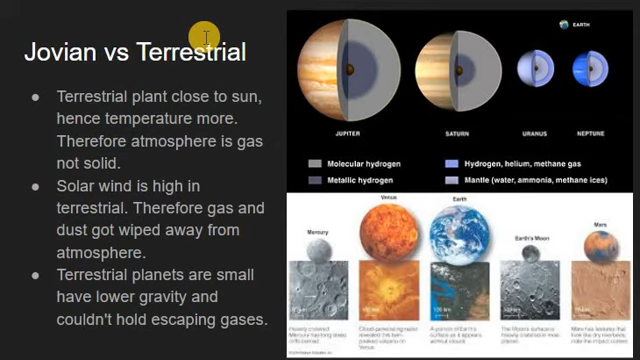 Jovian vs Terrestrial
● Terrestrial plant close to sun,
hence temperature more.
Therefore atmosphere is gas
not solid.
● Solar wind is high in
terrestrial. Therefore gas and
dust got wiped away from
atmosphere.
● Terrestrial planets are small
have lower gravity and
couldn't hold escaping gases.
EARTH
JUPITER SATURN URANUS NEPTUNE
Molecular hydrogen Hydrogen, helium, methane gas
Metallic hydrogen Mantle (water, ammonia, methane ices)
Mercury Venus Earth Earth's Moon Mars